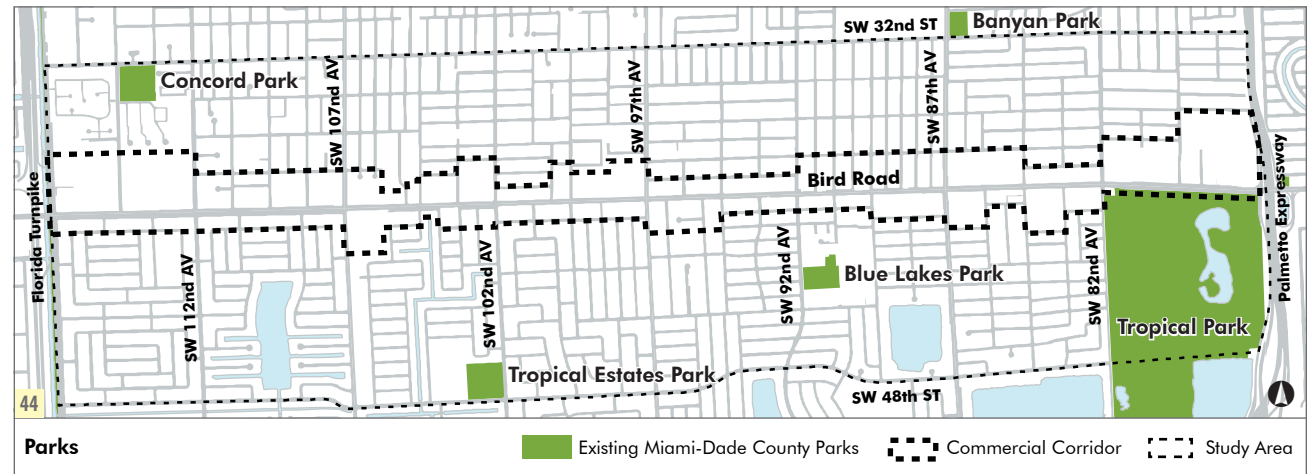 SW 32nd ST
Banyan Park
Concord Park
SW 107nd AV
SW 97th AV
SW 87th AV
Bird Road
Florida Turnpike
Palmetto Expressway
SW 112nd AV
SW 102nd AV
SW 92nd AV
SW 82nd AV
Blue Lakes Park
Tropical Park
Tropical Estates Park
SW 48th ST
44
Parks
Existing Miami-Dade County Parks
Commercial Corridor
Study Area